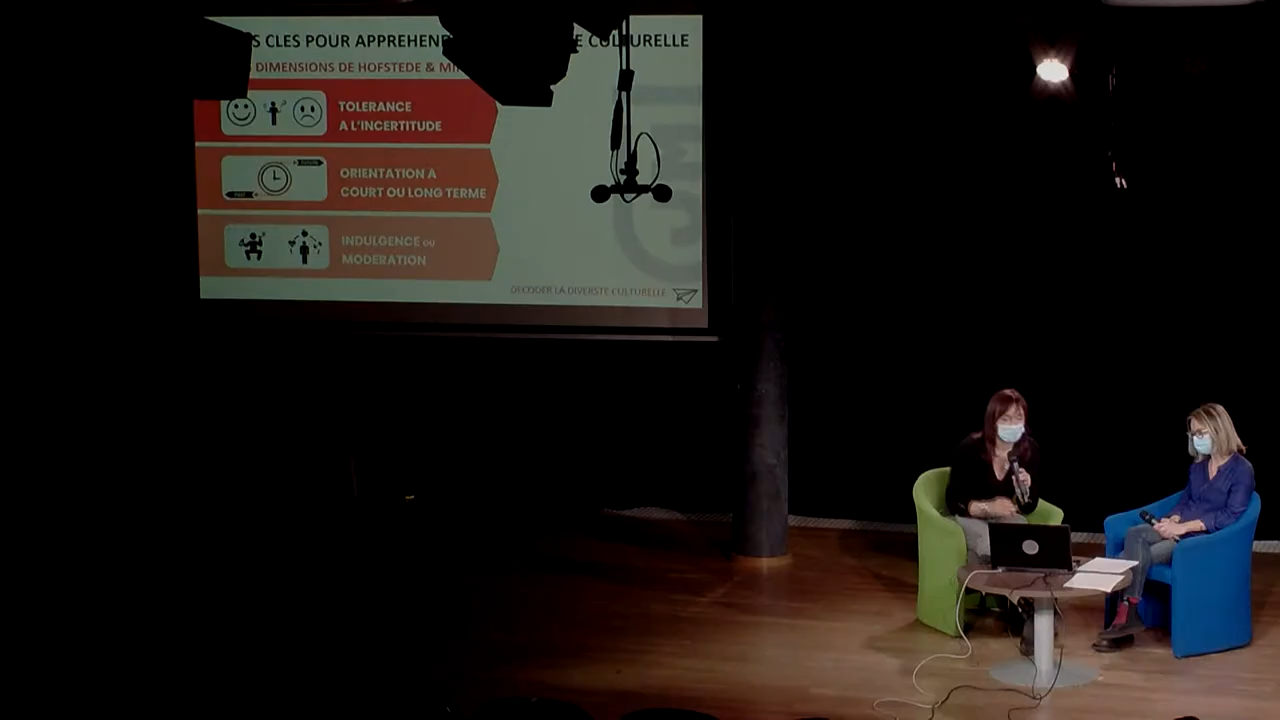 S CLES POUR APPREHEN E CULTURELLE
DIMENSIONS DE HOFSTEDE & MI
TOLERANCE
A L'INCERTITUDE
ORIENTATION A
COURT OU LONG TERME
INDULGENCE OU
MODERATION
DECODER LA DIVERSTE CULTURELLE